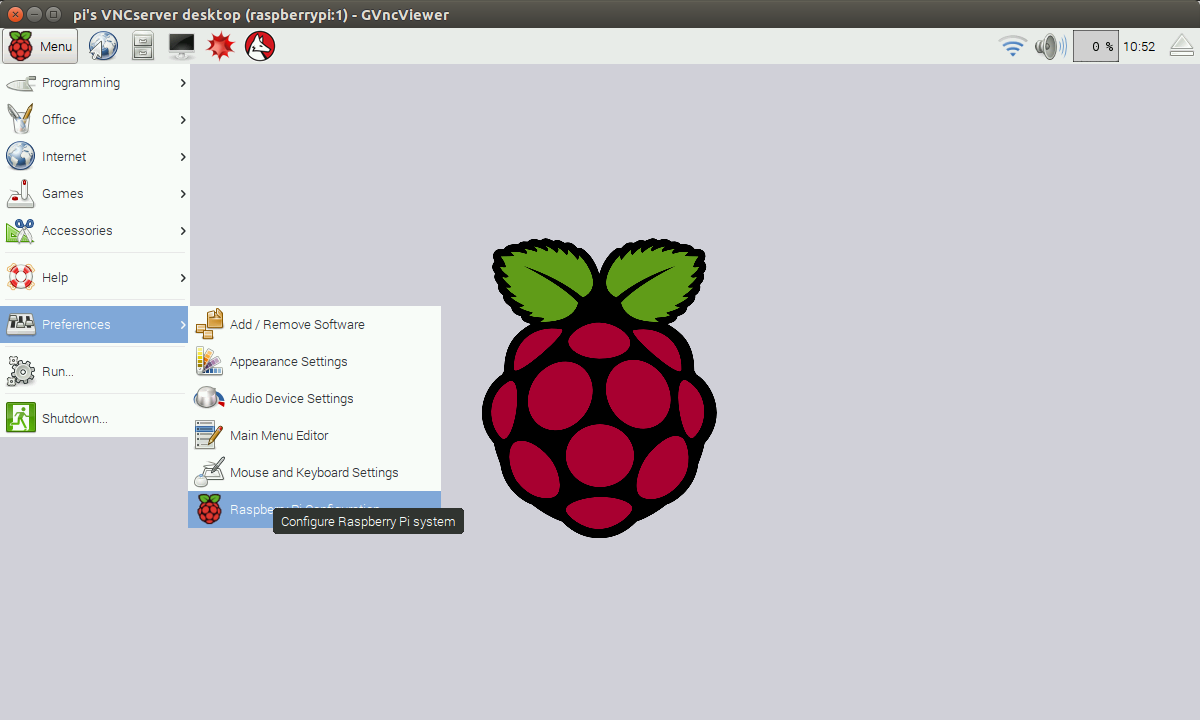 pi's VNCserver desktop (raspberrypi:1) - GVncViewer
Menu
0 %
10:52
Programming
Office
Internet
Games
Accessories
Help
Preferences
Run...
Shutdown...
Add / Remove Software
Appearance Settings
Audio Device Settings
Main Menu Editor
Mouse and Keyboard Settings
Raspberry Pi Configuration
Configure Raspberry Pi system